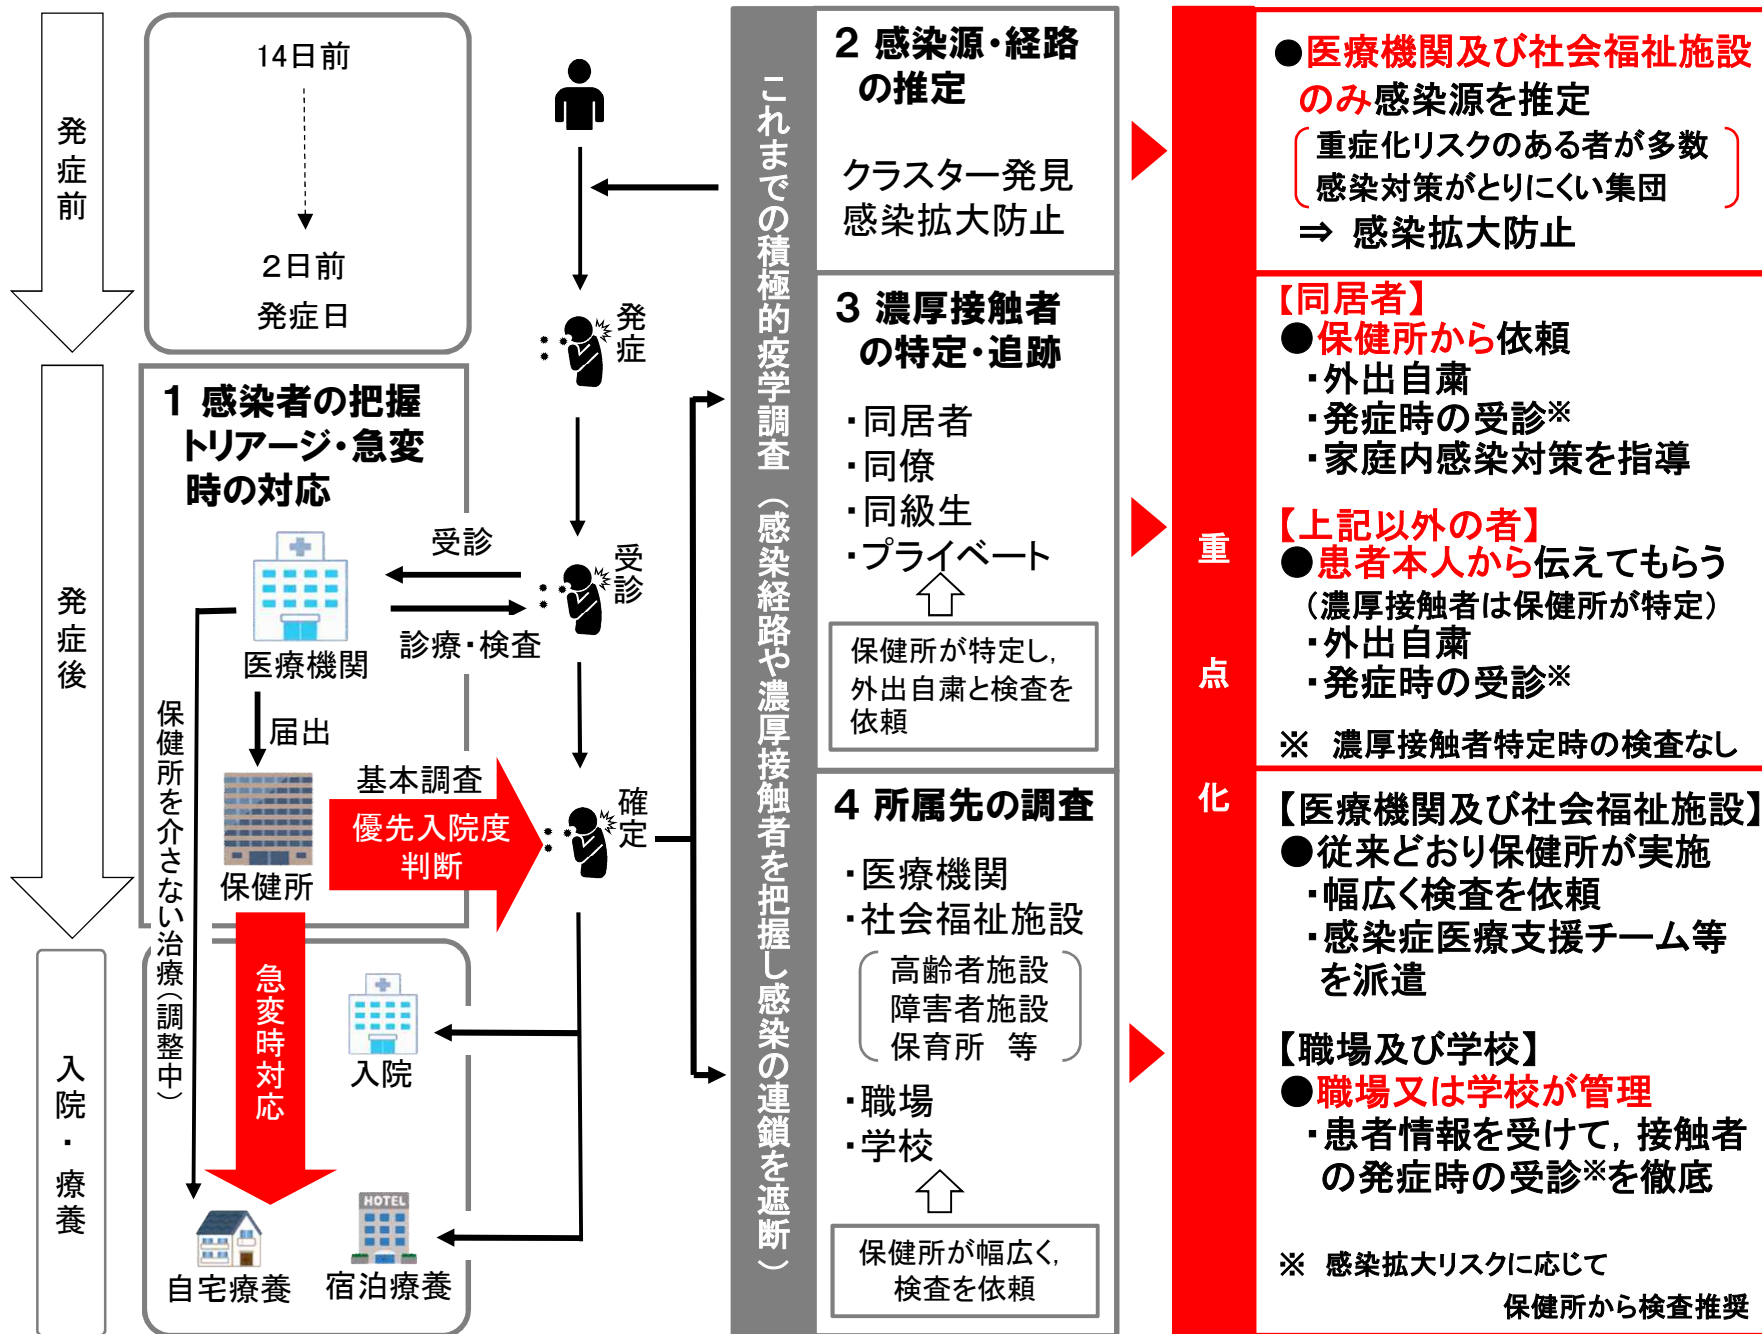 発症前
14日前
2日前
発症日
発症後
1 感染者の把握
トリアージ・急変
時の対応
医療機関
受診
診療・検査
届出
保健所
基本調査
優先入院度
判断
保健所を介さない治療（調整中）
急変時対応
発症
受診
確定
入院・療養
入院
自宅療養
HOTEL
宿泊療養
これまでの積極的疫学調査（感染経路や濃厚接触者を把握し感染の連鎖を遮断）
2 感染源・経路
の推定
クラスター発見
感染拡大防止
3 濃厚接触者
の特定・追跡
・同居者
・同僚
・同級生
・プライベート
保健所が特定し，
外出自粛と検査を
依頼
4 所属先の調査
・医療機関
・社会福祉施設
高齢者施設
障害者施設
保育所 等
・職場
・学校
保健所が幅広く，
検査を依頼
重点化
●医療機関及び社会福祉施設
のみ感染源を推定
重症化リスクのある者が多数
感染対策がとりにくい集団
⇒ 感染拡大防止
【同居者】
●保健所から依頼
・外出自粛
・発症時の受診※
・家庭内感染対策を指導
【上記以外の者】
●患者本人から伝えてもらう
（濃厚接触者は保健所が特定）
・外出自粛
・発症時の受診※
※ 濃厚接触者特定時の検査なし
【医療機関及び社会福祉施設】
●従来どおり保健所が実施
・幅広く検査を依頼
・感染症医療支援チーム等
を派遣
【職場及び学校】
●職場又は学校が管理
・患者情報を受けて，接触者
の発症時の受診※を徹底
※ 感染拡大リスクに応じて
保健所から検査推奨